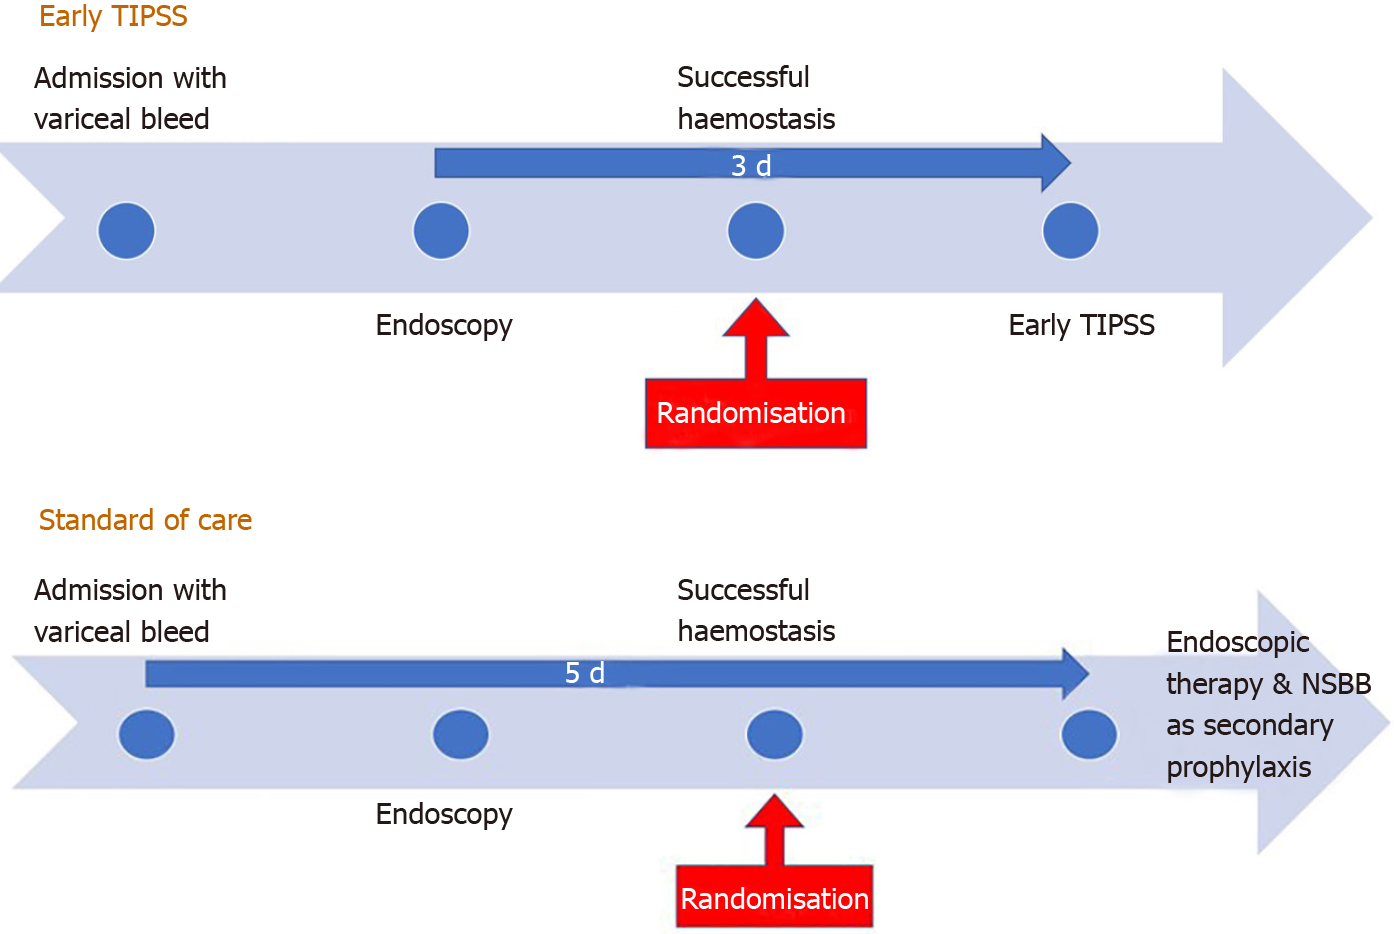 Early TIPSS
Admission with
variceal bleed
Successful
haemostasis
3 d
Endoscopy
Early TIPSS
Randomisation
Standard of care
Admission with
variceal bleed
Successful
haemostasis
5 d
Endoscopic
therapy & NSBB
as secondary
prophylaxis
Endoscopy
Randomisation